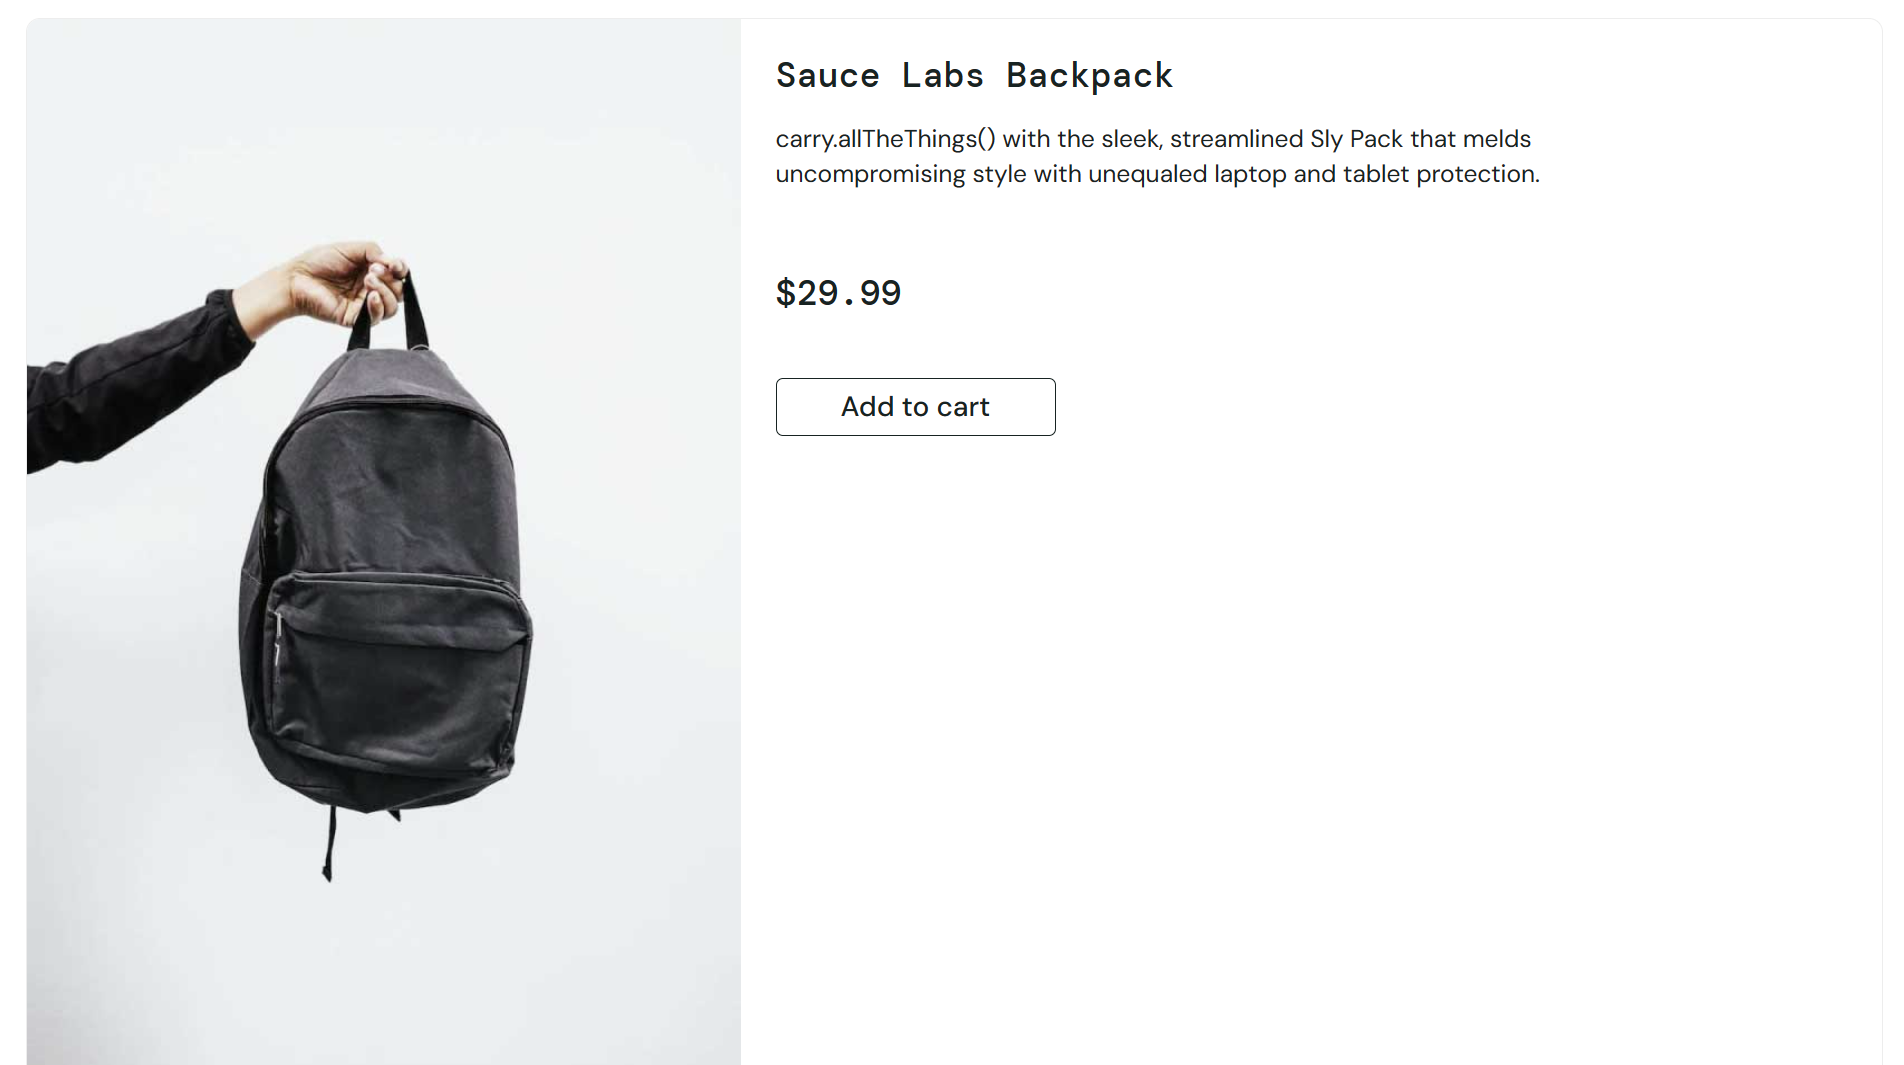 Sauce Labs Backpack
carry.allTheThings() with the sleek, streamlined Sly Pack that melds
uncompromising style with unequaled laptop and tablet protection.
$29.99
Add to cart